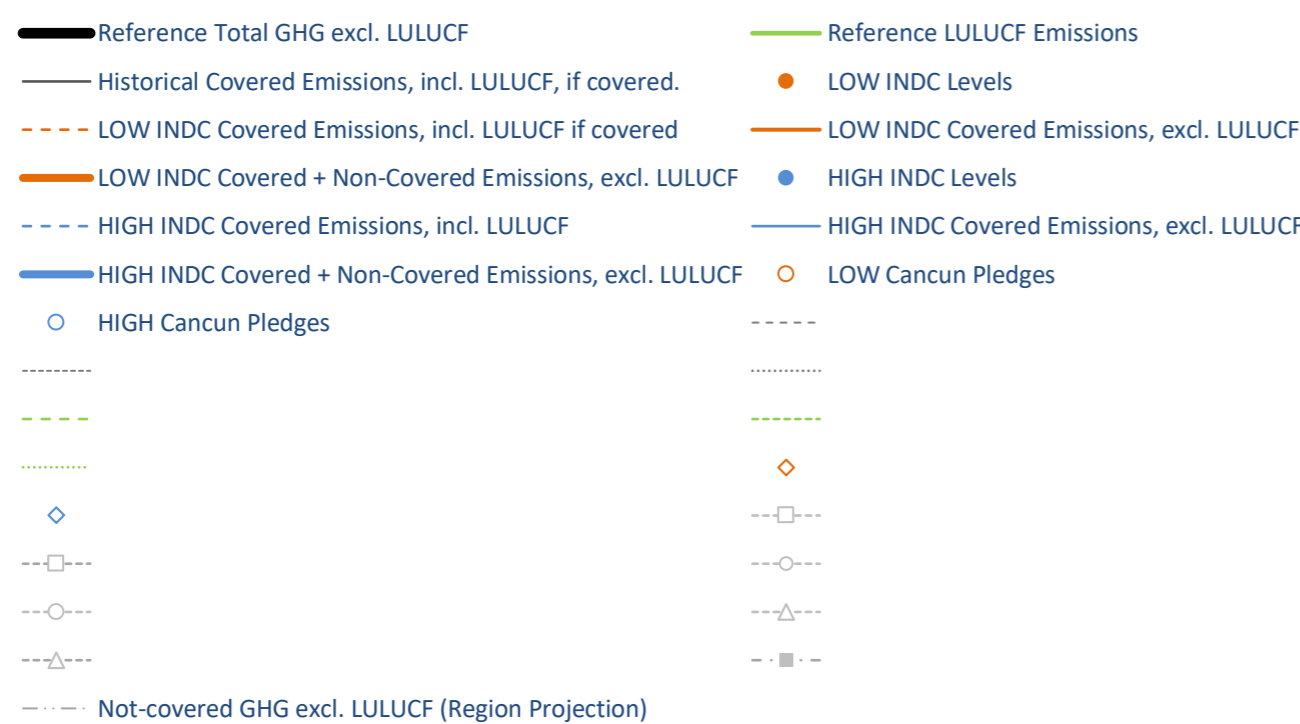 Reference Total GHG excl. LULUCF
Reference LULUCF Emissions
Historical Covered Emissions, incl. LULUCF, if covered.
LOW INDC Levels
LOW INDC Covered Emissions, incl. LULUCF if covered
LOW INDC Covered Emissions, excl. LULUCF
LOW INDC Covered + Non-Covered Emissions, excl. LULUCF
HIGH INDC Levels
HIGH INDC Covered Emissions, incl. LULUCF
HIGH INDC Covered Emissions, excl. LULUCF
HIGH INDC Covered + Non-Covered Emissions, excl. LULUCF
LOW Cancun Pledges
HIGH Cancun Pledges
Not-covered GHG excl. LULUCF (Region Projection)